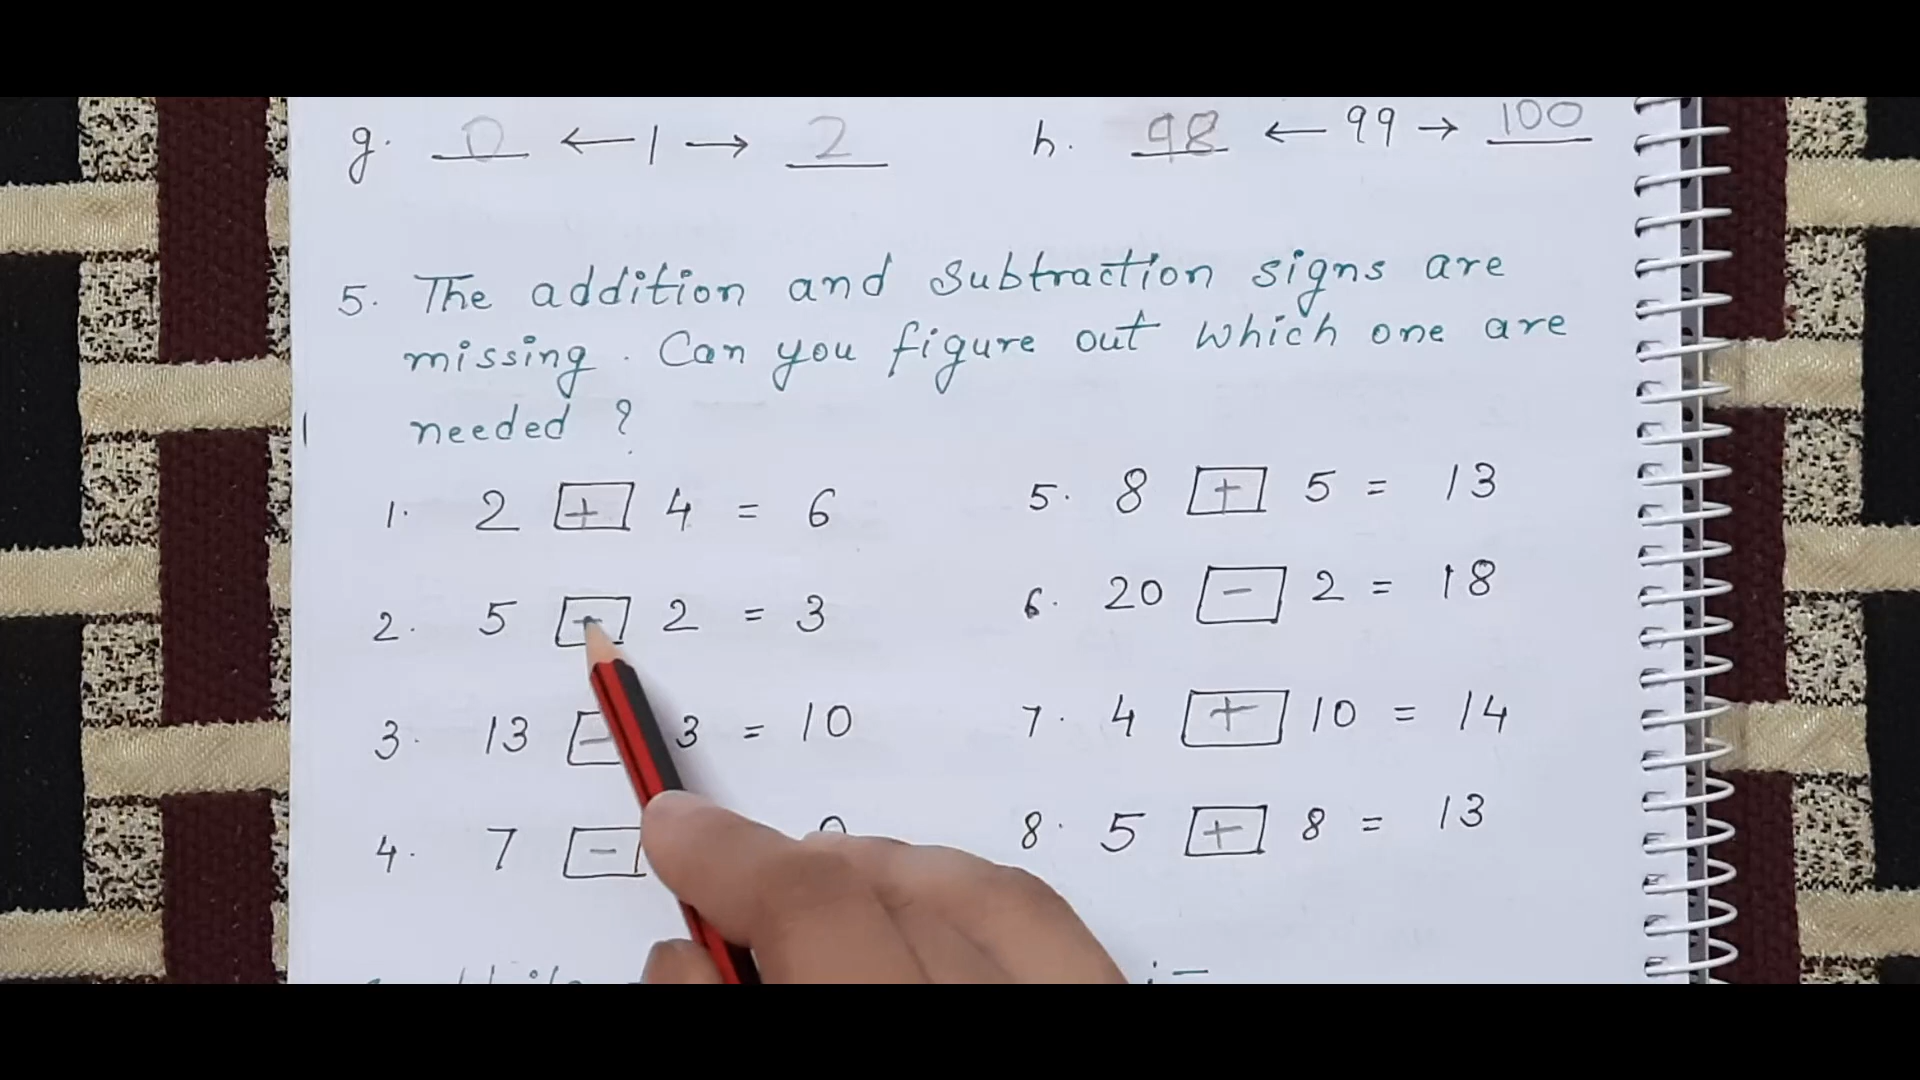 g. 0 ← 1 → 2
h. 98 ← 99 → 100
5. The addition and Subtraction signs are
missing. Can you figure out which one are
needed ?
1. 2 + 4 = 6
2. 5 - 2 = 3
3. 13 - 3 = 10
4. 7 -
5. 8 + 5 = 13
6. 20 - 2 = 18
7. 4 + 10 = 14
8. 5 + 8 = 13